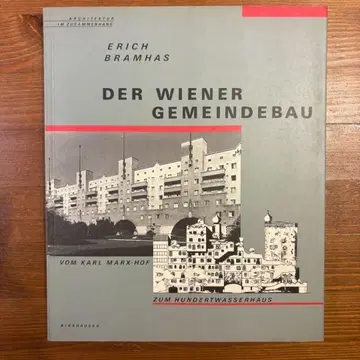 ARCHITEKTUR
IM ZUSAMMENHANG
ERICH
BRAMHAS
DER WIENER
GEMEINDEBAU
VOM KARL MARX-HOF
ZUM HUNDERTWASSERHAUS
BIRKHÄUSER